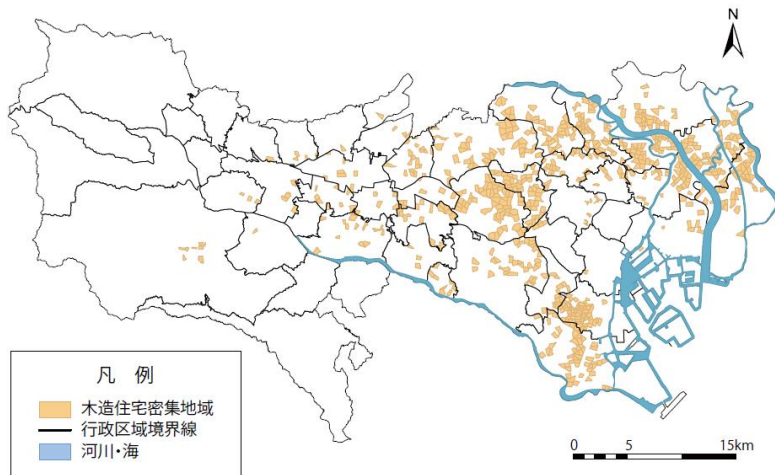 N
凡 例
木造住宅密集地域
行政区域境界線
河川・海
0 5 15km